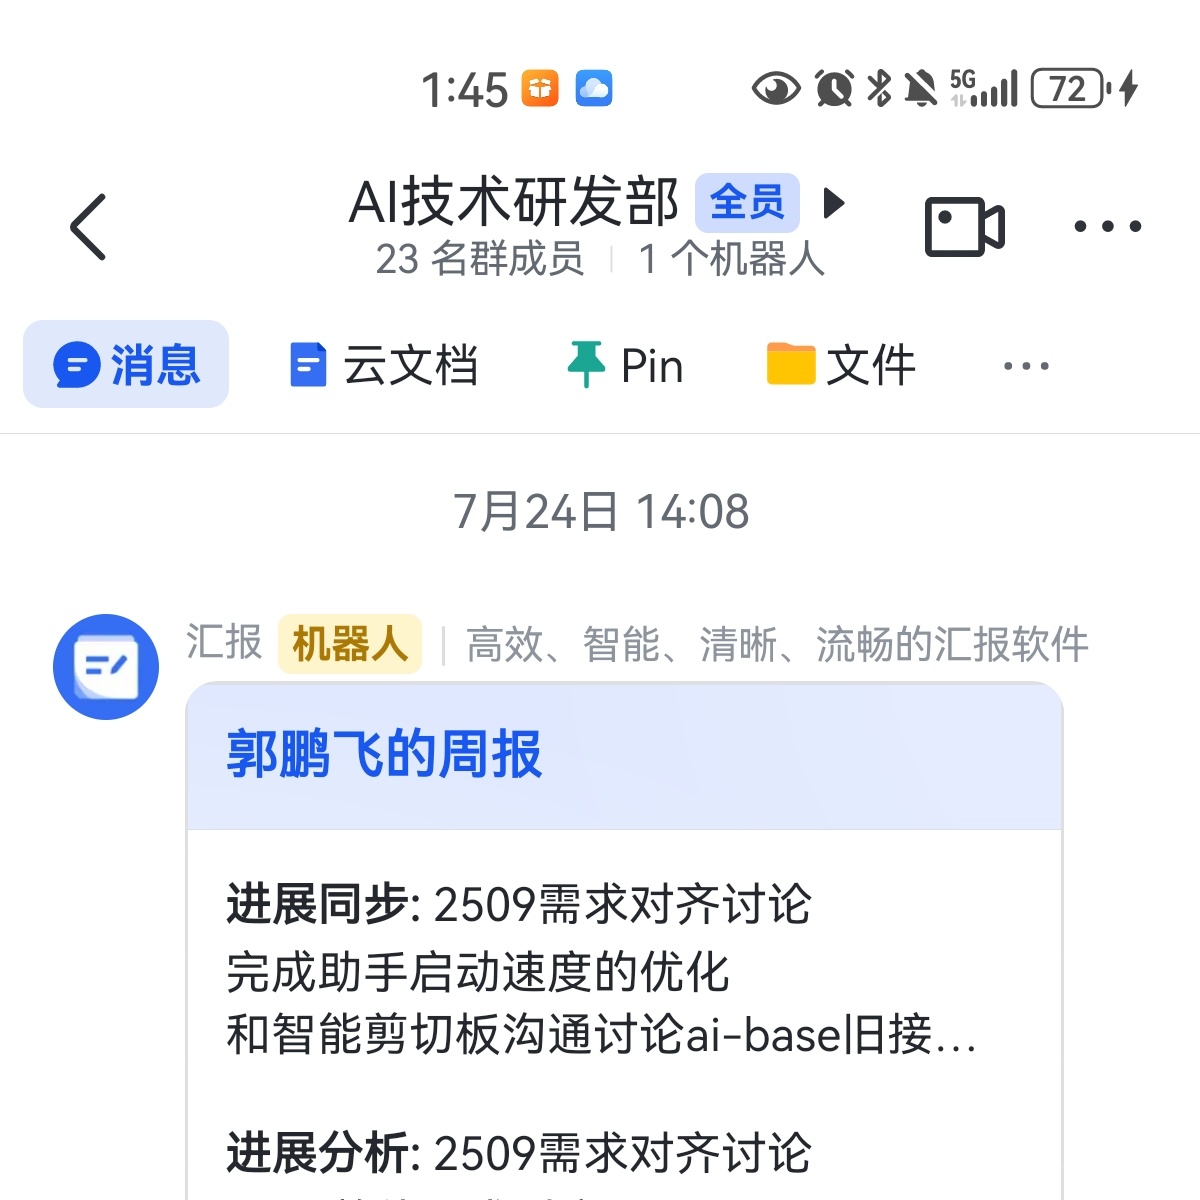 1:45 5G 72
AI技术研发部 全员
23 名群成员 | 1 个机器人
消息 云文档 Pin 文件 ...
7月24日 14:08
汇报 机器人 | 高效、智能、清晰、流畅的汇报软件
郭鹏飞的周报
进展同步: 2509需求对齐讨论
完成助手启动速度的优化
和智能剪切板沟通讨论ai-base旧接...
进展分析: 2509需求对齐讨论